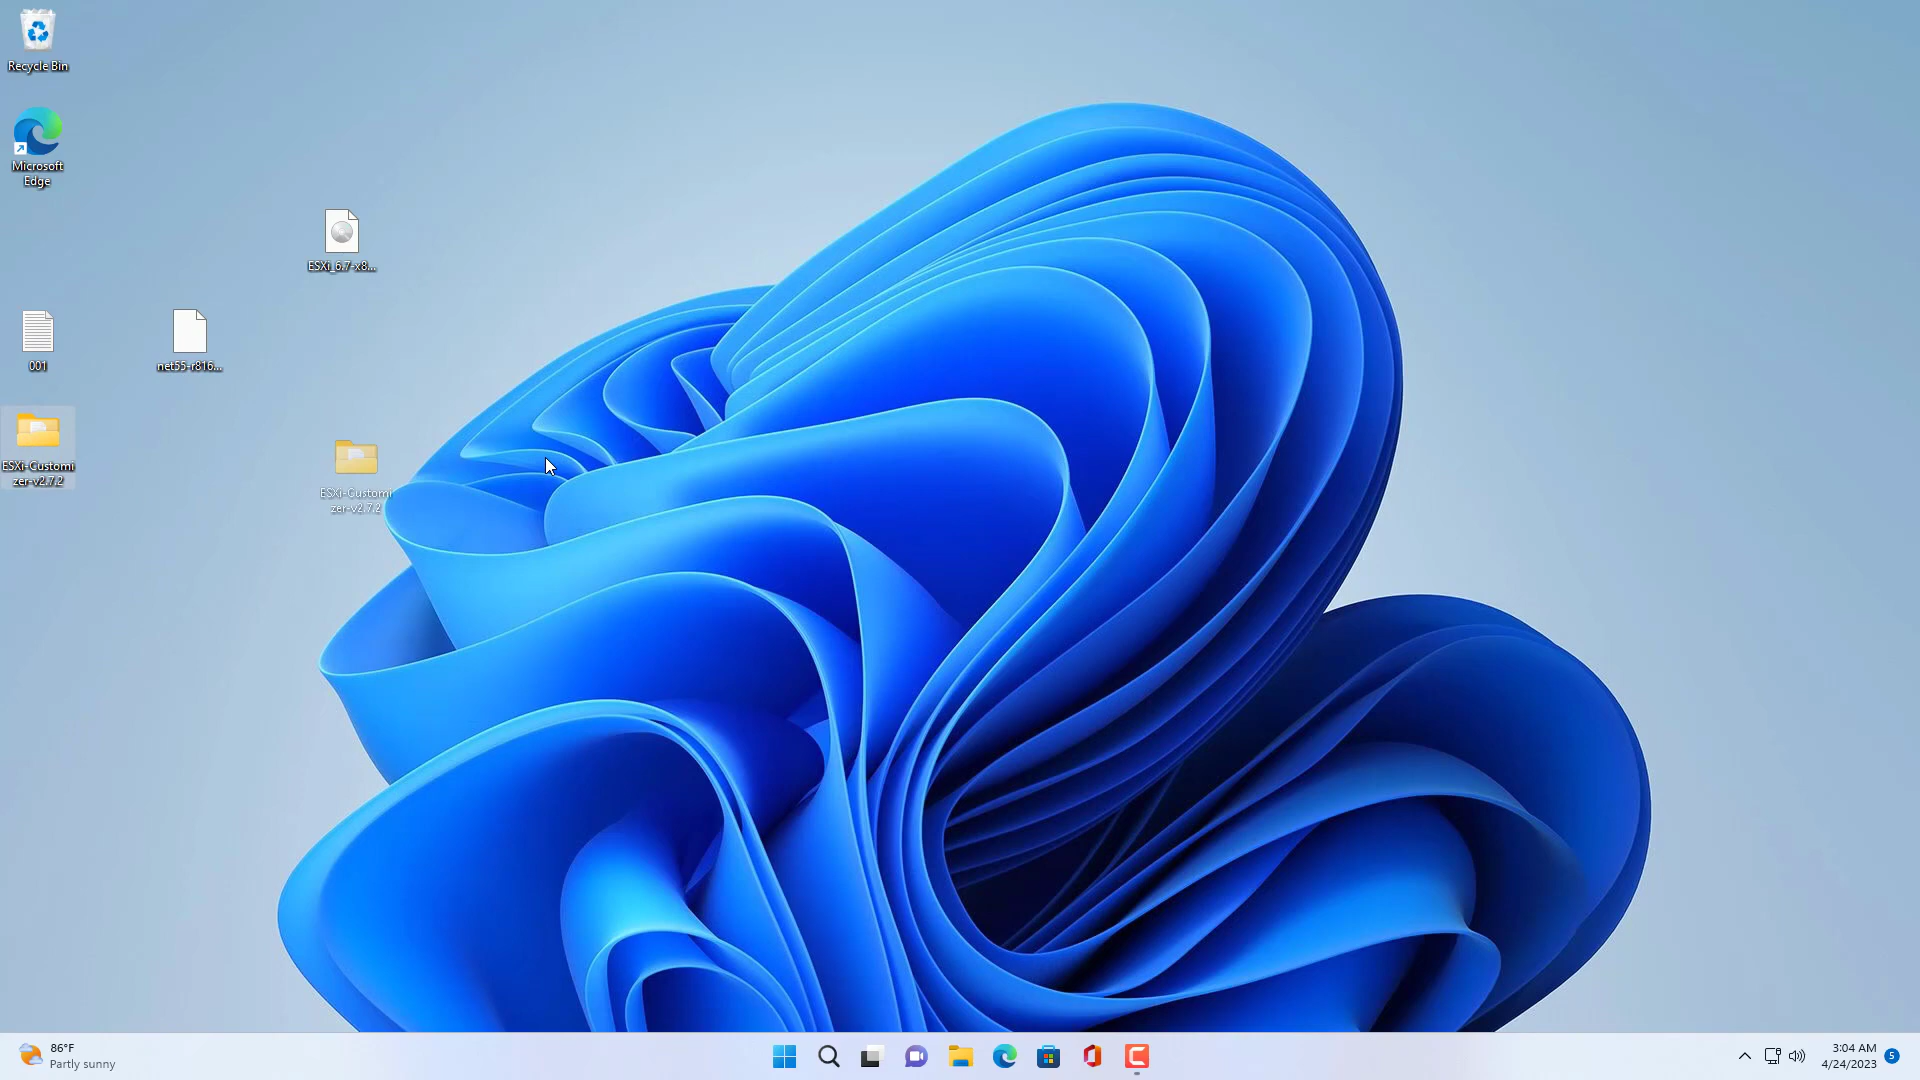 Recycle Bin
Microsoft
Edge
ESXi_6.7-x8...
001
net55-r816...
ESXi-Customi
zer-v2.7.2
ESXi-Customi
zer-v2.7.2
86°F
Partly sunny
3:04 AM
4/24/2023
5